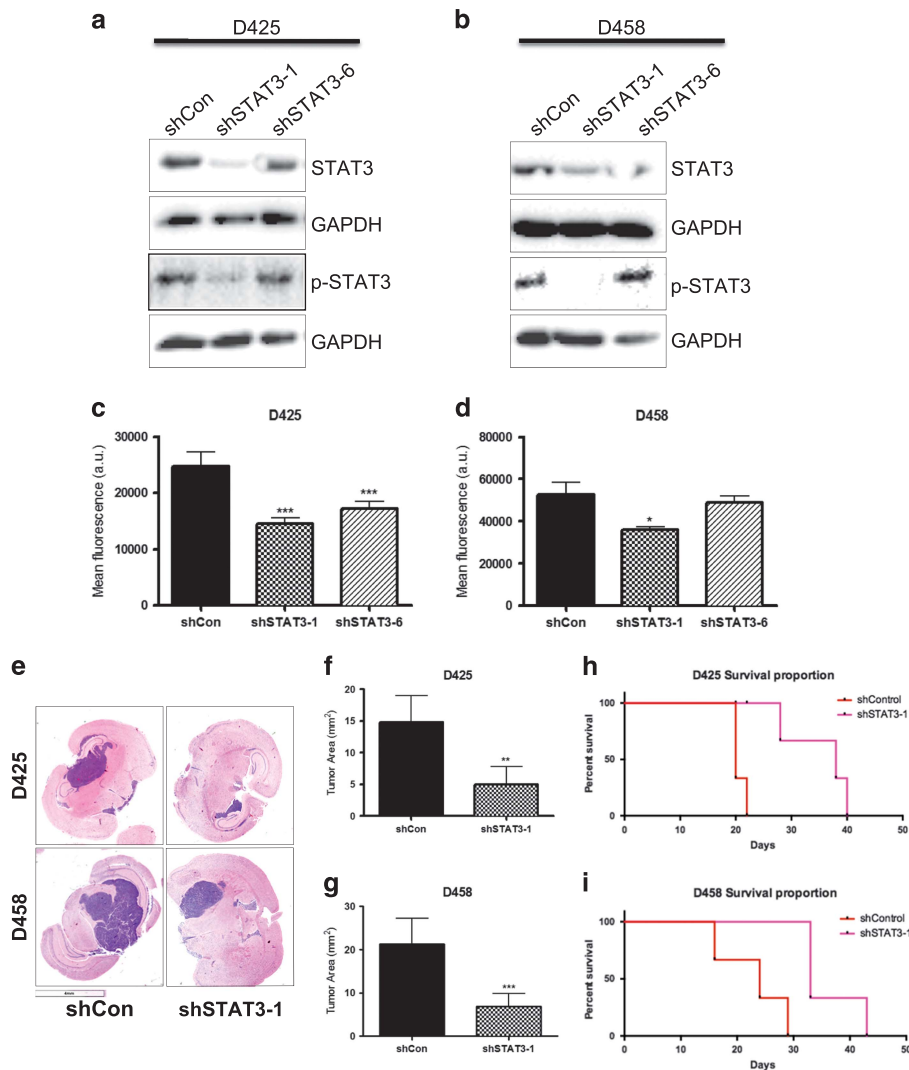 a
D425
shCon
shSTAT3-1
shSTAT3-6
STAT3
GAPDH
p-STAT3
GAPDH
b
D458
shCon
shSTAT3-1
shSTAT3-6
STAT3
GAPDH
p-STAT3
GAPDH
c
D425
Mean fluorescence (a.u.)
30000
20000
10000
0
***
***
shCon
shSTAT3-1
shSTAT3-6
d
D458
Mean fluorescence (a.u.)
80000
60000
40000
20000
0
*
shCon
shSTAT3-1
shSTAT3-6
e
D425
D458
shCon
shSTAT3-1
f
D425
Tumor Area (mm²)
20
15
10
5
0
**
shCon
shSTAT3-1
g
D458
Tumor Area (mm²)
30
20
10
0
***
shCon
shSTAT3-1
h
D425 Survival proportion
shControl
shSTAT3-1
Percent survival
100
50
0
0 10 20 30 40 50
Days
i
D458 Survival proportion
shControl
shSTAT3-1
Percent survival
100
50
0
0 10 20 30 40 50
Days